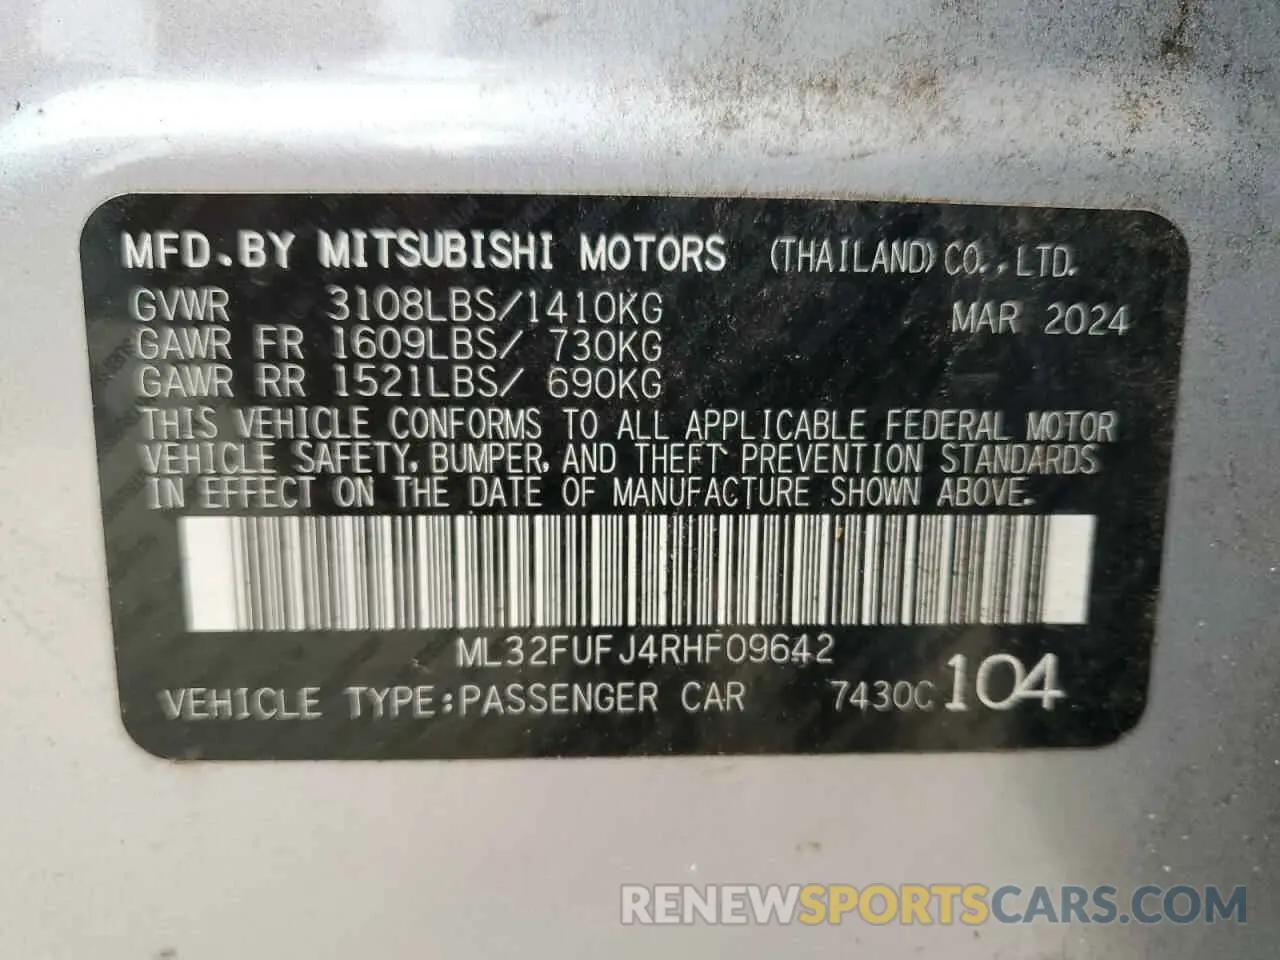 MFD.BY MITSUBISHI MOTORS (THAILAND) CO., LTD.
GVWR 3108LBS/1410KG MAR 2024
GAWR FR 1609LBS/ 730KG
GAWR RR 1521LBS/ 690KG
THIS VEHICLE CONFORMS TO ALL APPLICABLE FEDERAL MOTOR
VEHICLE SAFETY, BUMPER, AND THEFT PREVENTION STANDARDS
IN EFFECT ON THE DATE OF MANUFACTURE SHOWN ABOVE.
ML32FUFJ4RHF09642
VEHICLE TYPE:PASSENGER CAR 7430C 104
RENEWSPORTSCARS.COM